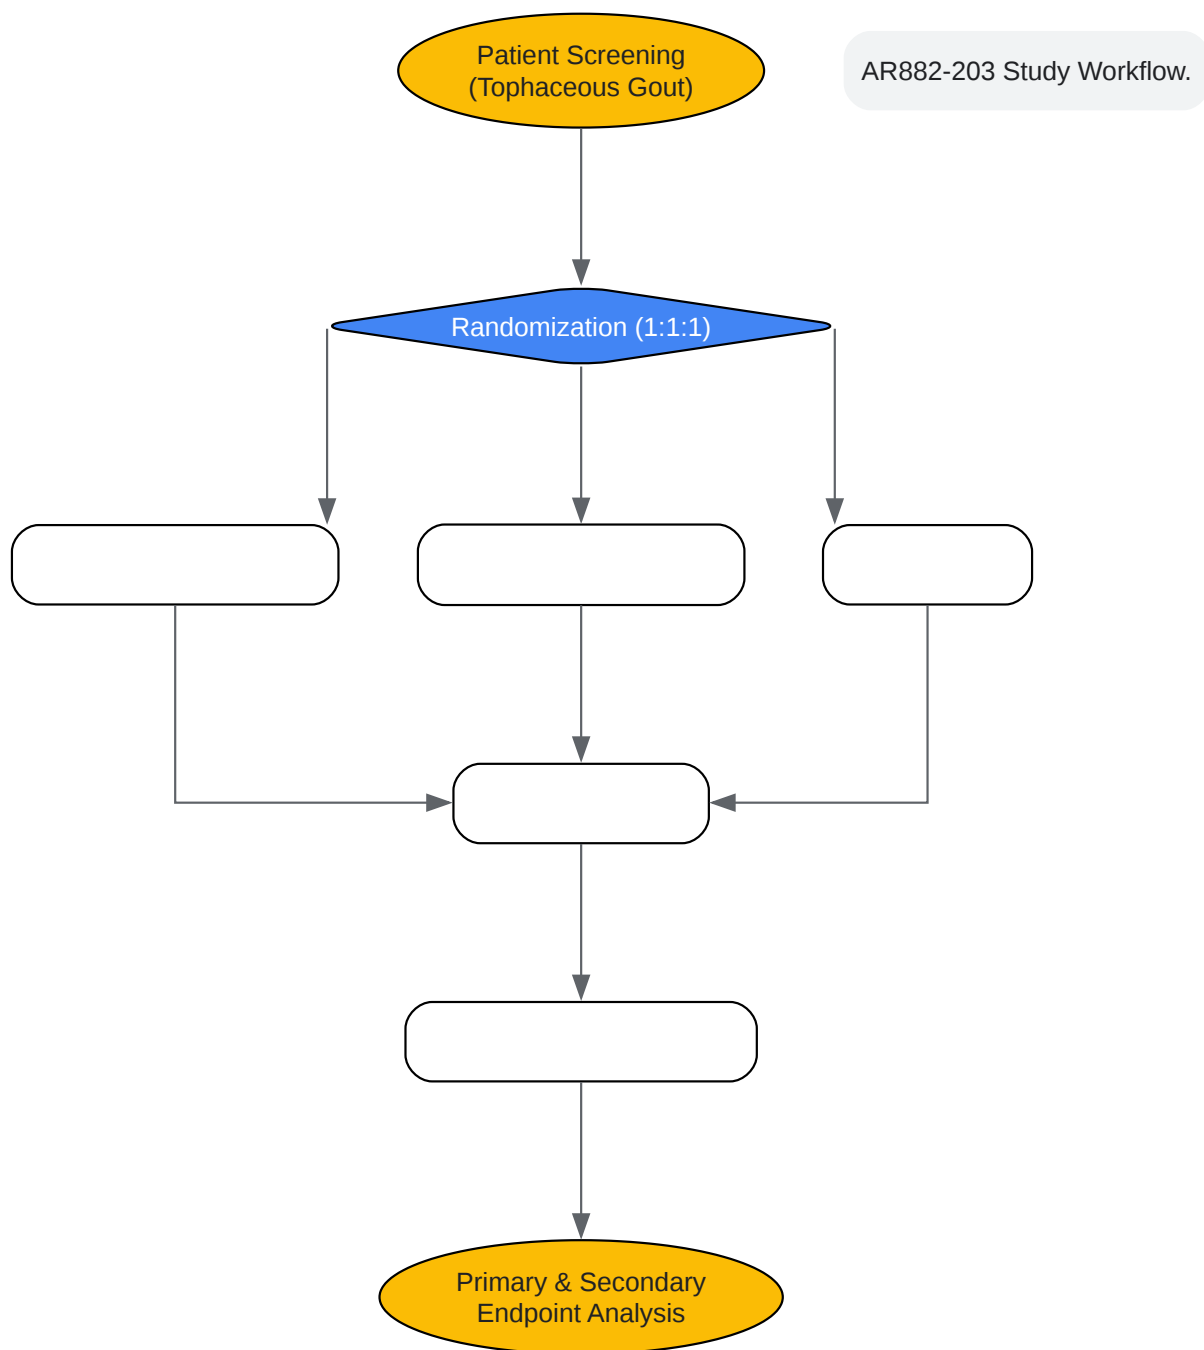 Patient Screening
(Tophaceous Gout)
AR882-203 Study Workflow.
Randomization (1:1:1)
Primary & Secondary
Endpoint Analysis